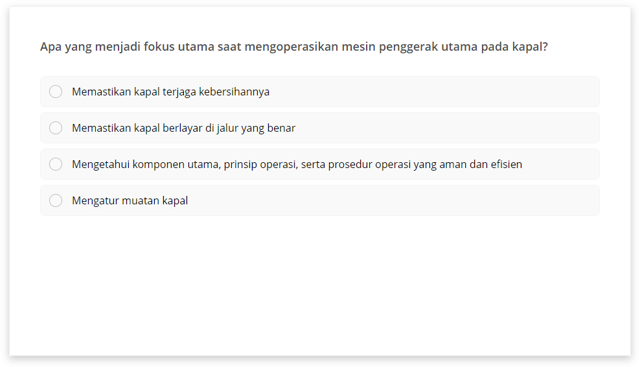 Apa yang menjadi fokus utama saat mengoperasikan mesin penggerak utama pada kapal?
Memastikan kapal terjaga kebersihannya
Memastikan kapal berlayar di jalur yang benar
Mengetahui komponen utama, prinsip operasi, serta prosedur operasi yang aman dan efisien
Mengatur muatan kapal